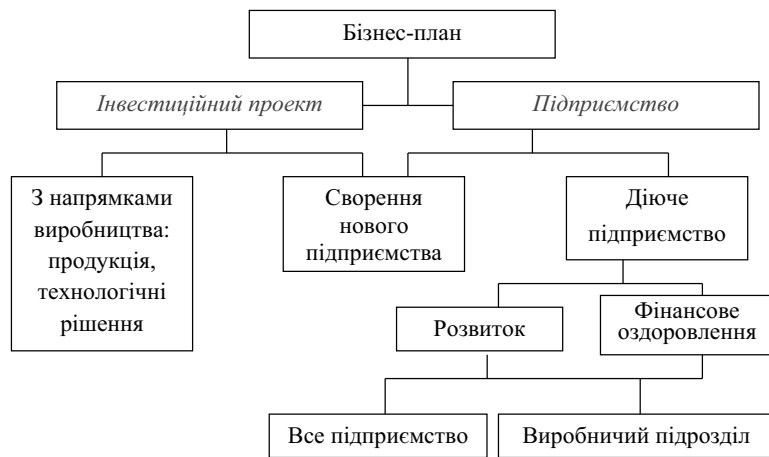 Бізнес-план
Інвестиційний проект
Підприємство
З напрямками
виробництва:
продукція,
технологічні
рішення
Сворення
нового
підприємства
Діюче
підприємство
Розвиток
Фінансове
оздоровлення
Все підприємство
Виробничий підрозділ